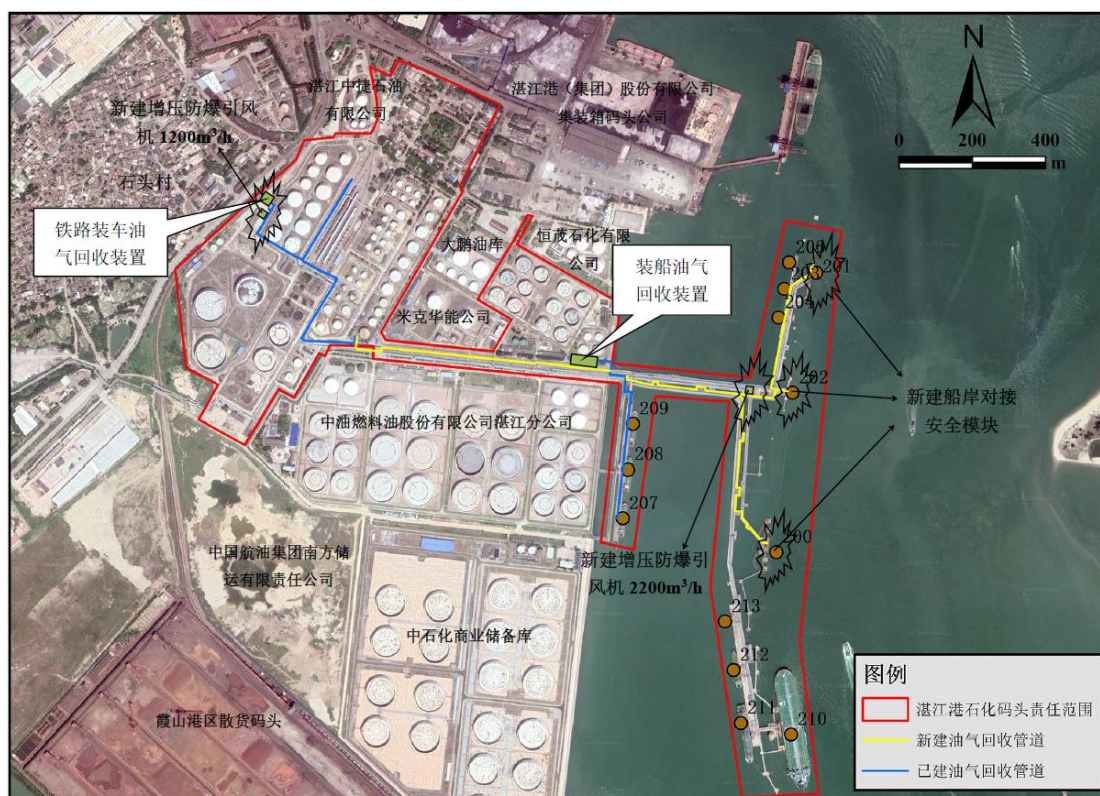 湛江中捷石油
有限公司
湛江港（集团）股份有限公司
集装箱码头公司
新建增压防爆引风
机 1200m³/h
石头村
铁路装车油
气回收装置
大鹏油库
恒茂石化有限
公司
装船油气
回收装置
米克华能公司
N
0 200 400
m
206
203
201
204
202
新建船岸对接
安全模块
中油燃料油股份有限公司湛江分公司
209
208
207
200
新建增压防爆引
风机 2200m³/h
中国航油集团南方储
运有限责任公司
中石化商业储备库
霞山港区散货码头
213
212
211
210
图例
湛江港石化码头责任范围
新建油气回收管道
已建油气回收管道